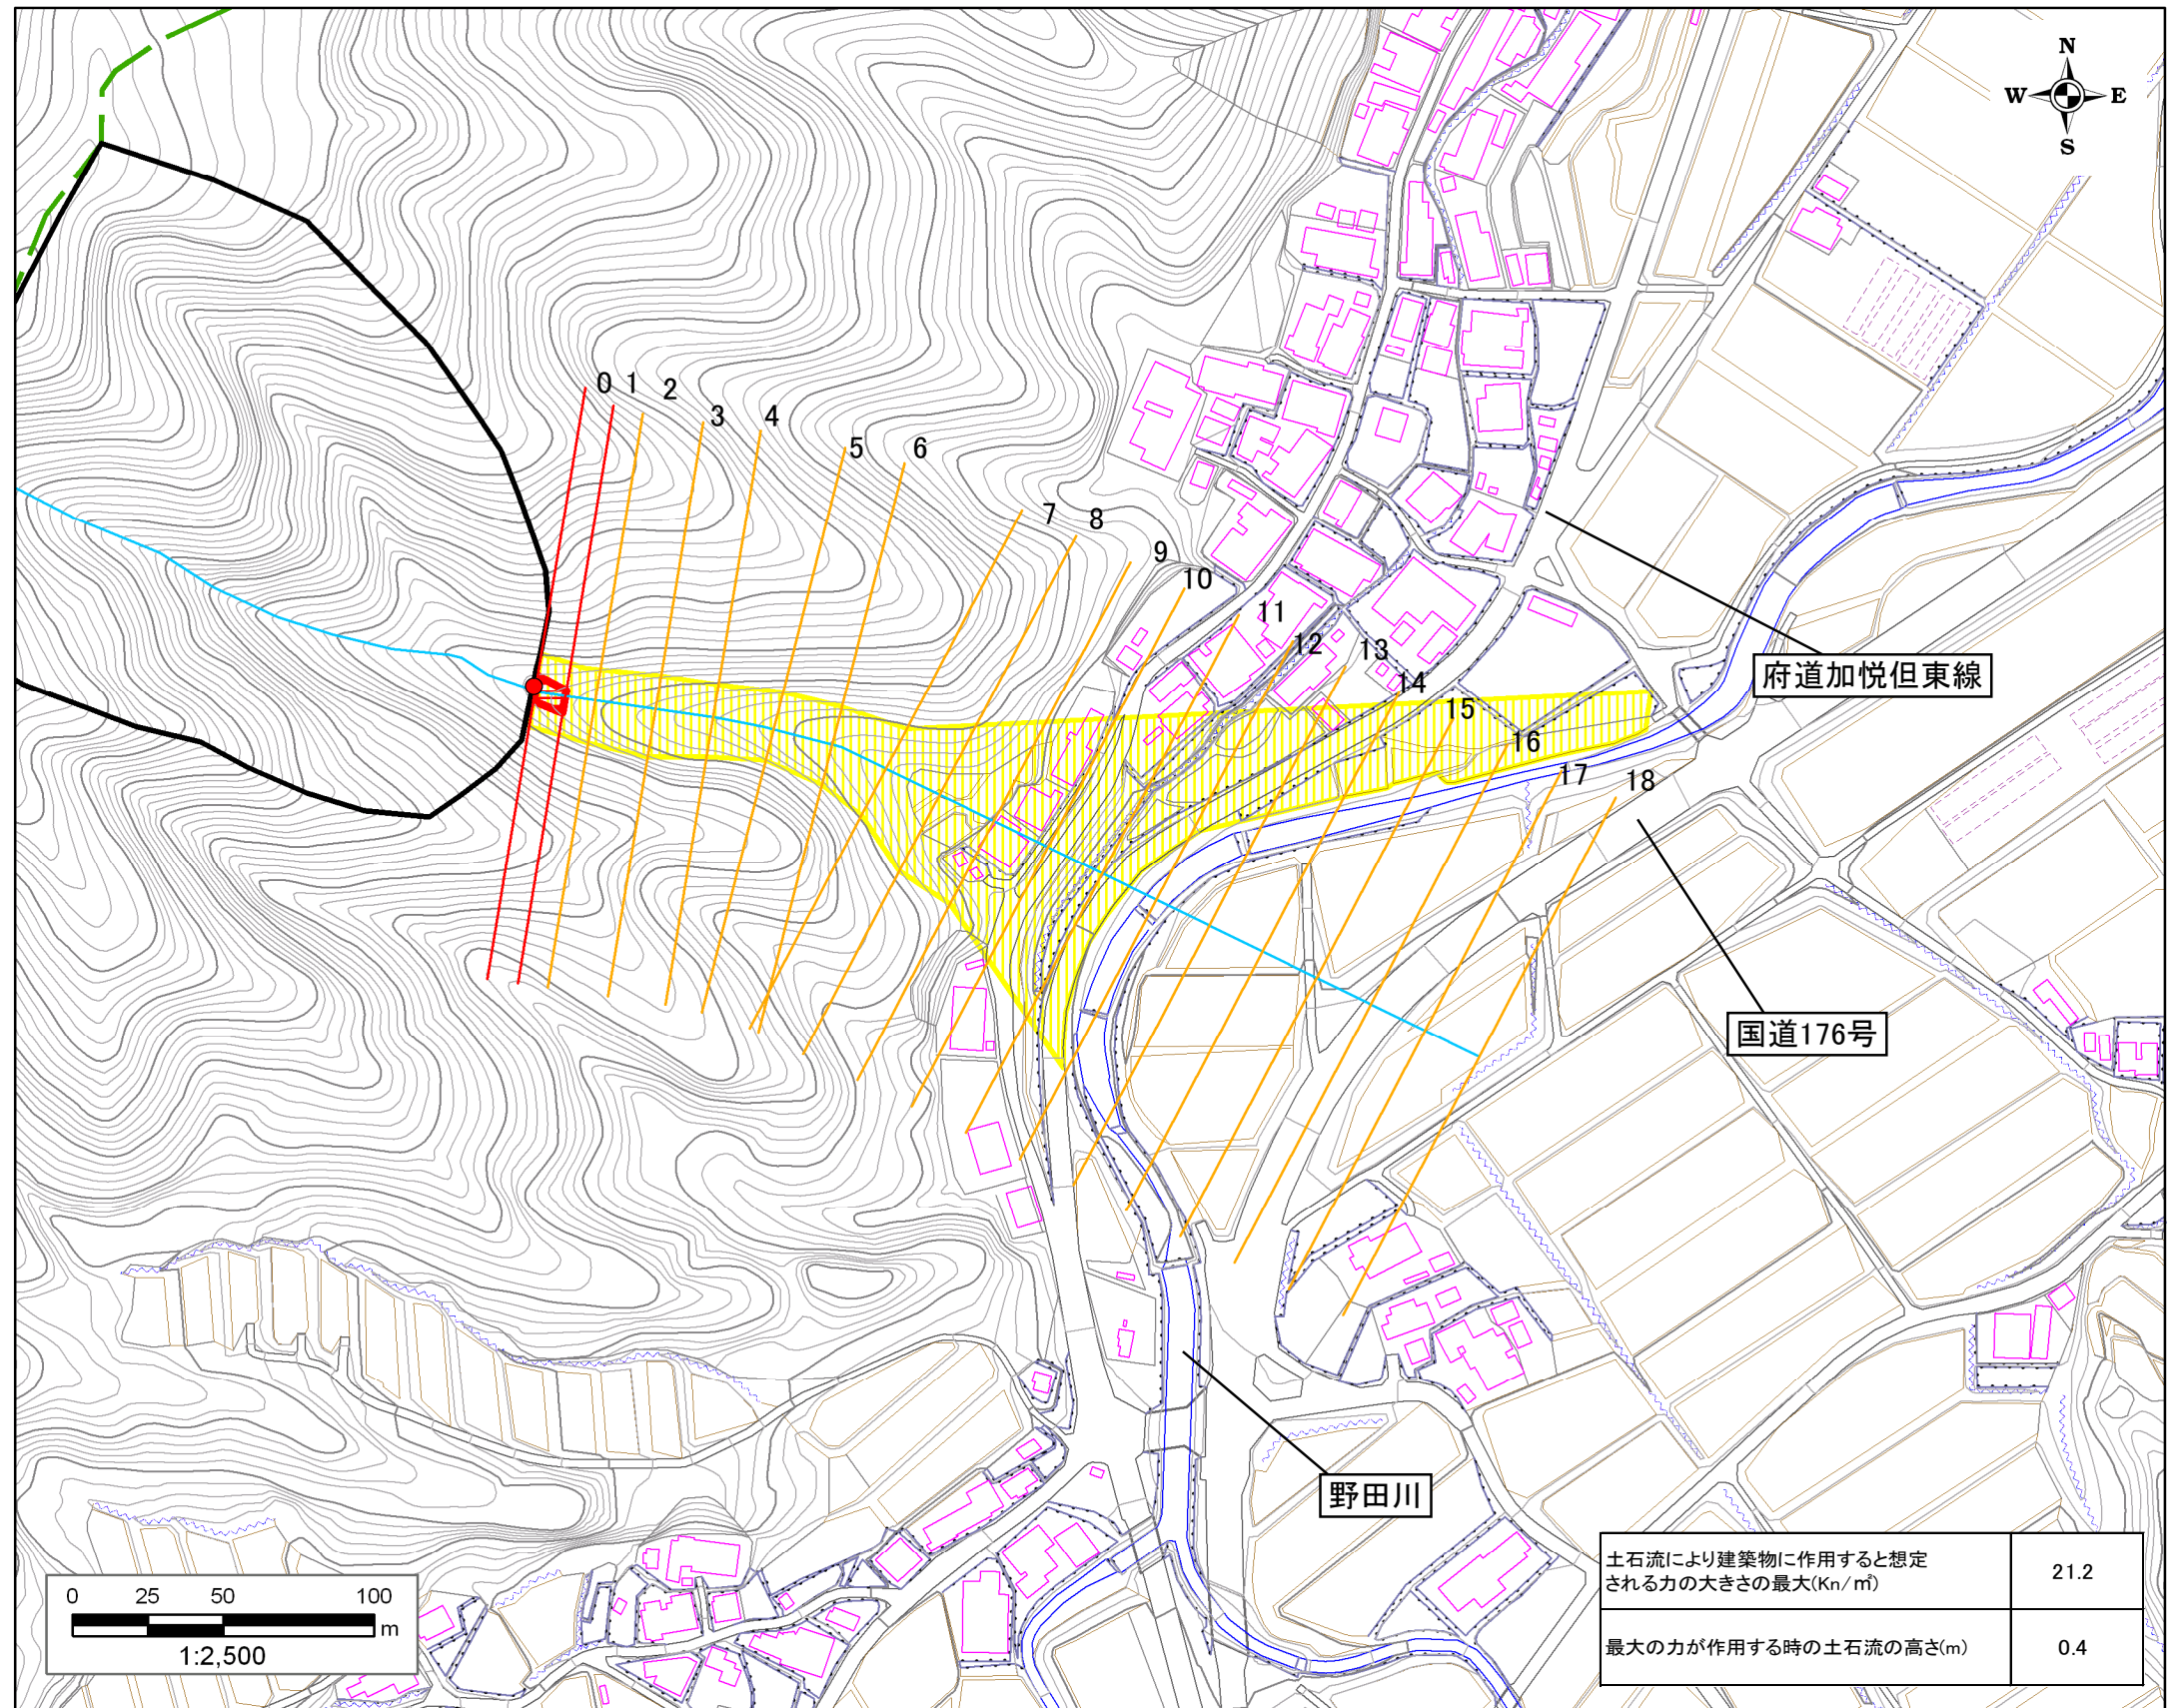 N
W E
S
0
1
2
3
4
5
6
7
8
9
10
11
12
13
14
15
16
17
18
府道加悦但東線
国道176号
野田川
0 25 50 100
m
1:2,500
土石流により建築物に作用すると想定
される力の大きさの最大(Kn/㎡) 21.2
最大の力が作用する時の土石流の高さ(m) 0.4